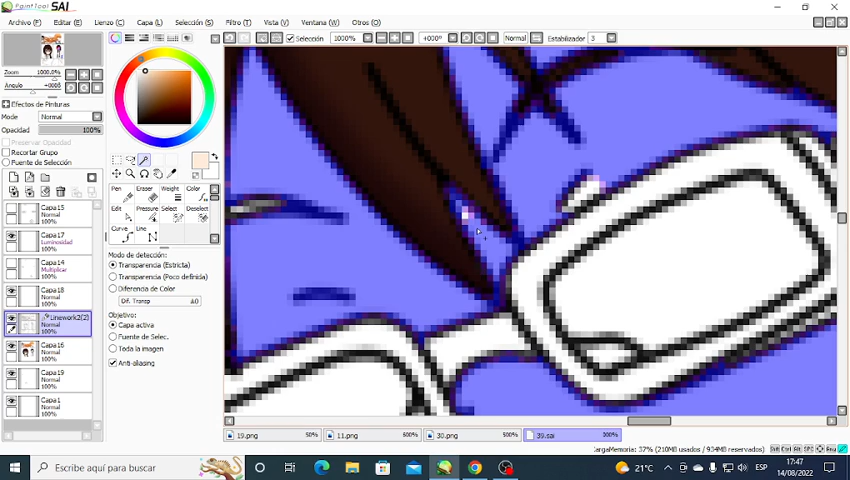 PaintTool SAI
Archivo (F) Editar (E) Lienzo (C) Capa (L) Selección (S) Filtro (T) Vista (V) Ventana (W) Otros (O)
Selección 1000% +000° Normal Estabilizador 3
Zoom 1000.0%
Ángulo +000δ
Efectos de Pinturas
Modo Normal
Opacidad 100%
Preservar Opacidad
Recortar Grupo
Fuente de Selección
Capa15
Normal
100%
Capa17
Luminosidad
100%
Capa14
Multiplicar
100%
Capa18
Normal
100%
Linework2(2)
Normal
100%
Capa16
Normal
100%
Capa19
Normal
100%
Capa1
Normal
100%
Pen Eraser Weight Color
Edit Pressure Select Deselect
Curve Line
Modo de detección:
Transparencia (Estricta)
Transparencia (Poco definida)
Diferencia de Color
Dif. Transp ±0
Objetivo:
Capa activa
Fuente de Selec.
Toda la imagen
Anti-aliasing
19.png 50% 11.png 600% 30.png 500% 39.sai
cargaMemoria: 37% (210MB usados / 934MB reservados) Shift Ctrl Alt
Escribe aquí para buscar
21°C ESP
17:47
14/08/2022